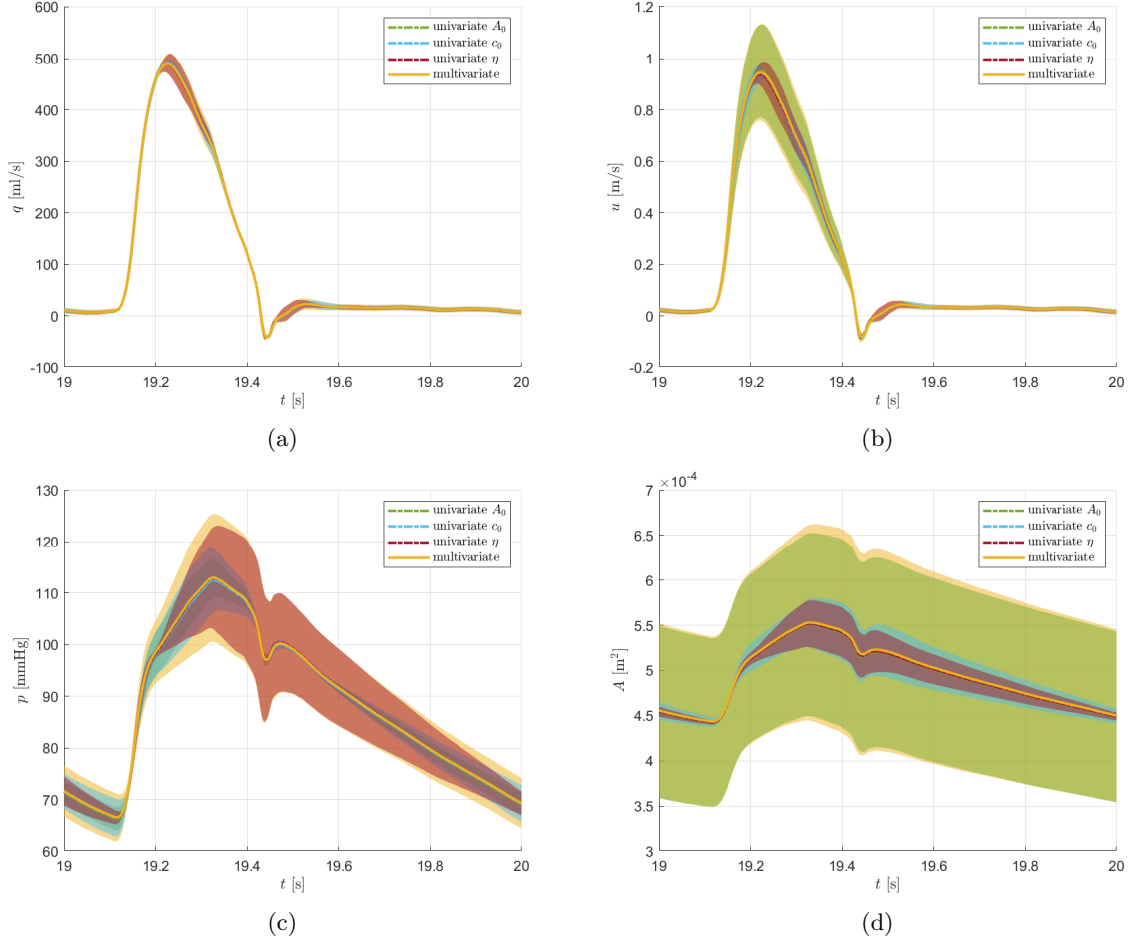 600
500
400
300
200
100
0
-100
q [ml/s]
19 19.2 19.4 19.6 19.8 20
t [s]
univariate A₀
univariate c₀
univariate η
multivariate
(a)
1.2
1
0.8
0.6
0.4
0.2
0
-0.2
u [m/s]
19 19.2 19.4 19.6 19.8 20
t [s]
univariate A₀
univariate c₀
univariate η
multivariate
(b)
130
120
110
100
90
80
70
60
p [mmHg]
19 19.2 19.4 19.6 19.8 20
t [s]
univariate A₀
univariate c₀
univariate η
multivariate
(c)
×10⁻⁴
7
6.5
6
5.5
5
4.5
4
3.5
3
A [m²]
19 19.2 19.4 19.6 19.8 20
t [s]
univariate A₀
univariate c₀
univariate η
multivariate
(d)